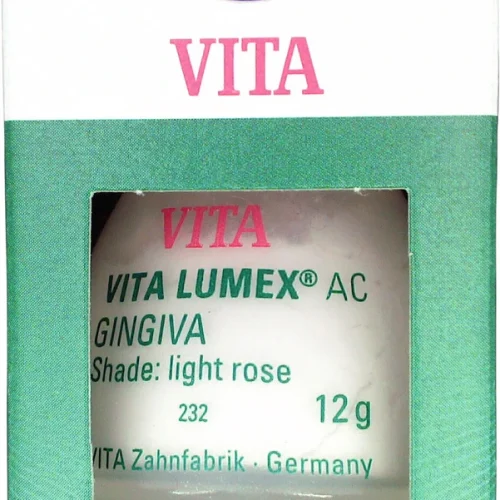 VITA
VITA
VITA LUMEX® AC
GINGIVA
Shade: light rose
232 12g
VITA Zahnfabrik · Germany